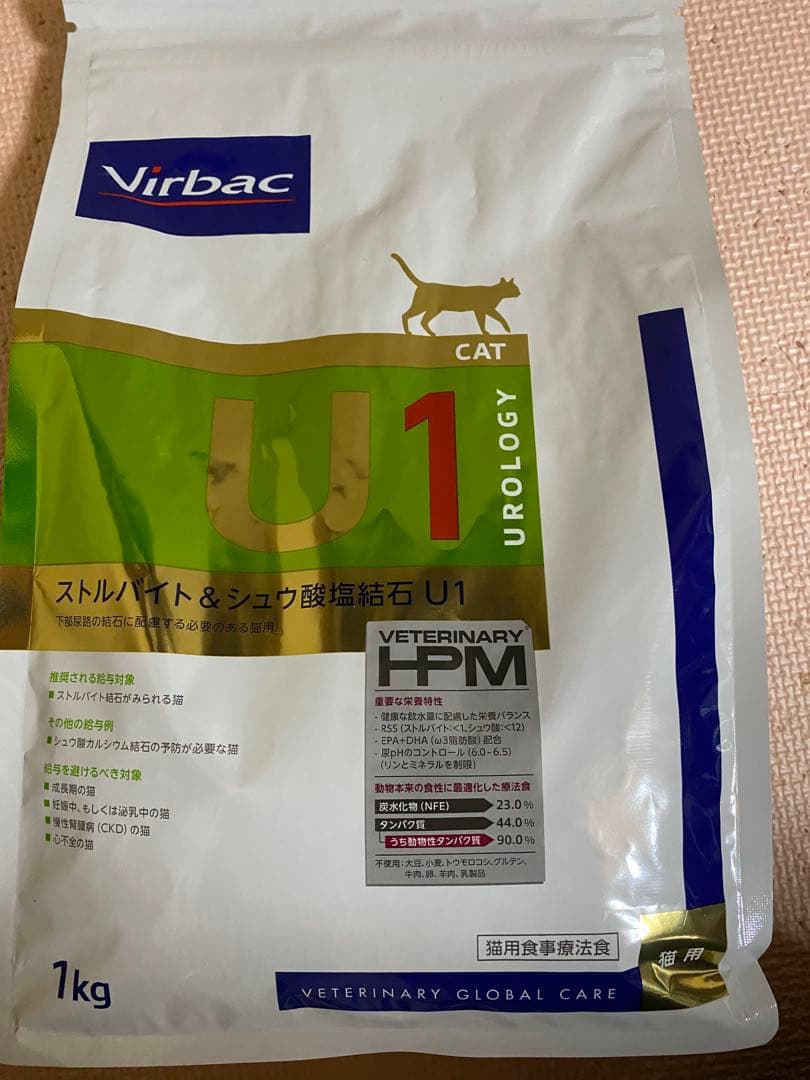 Virbac
CAT
U1
UROLOGY
ストルバイト&シュウ酸塩結石 U1
下部尿路の結石に配慮する必要のある猫用
推奨される給与対象
■ストルバイト結石がみられる猫
その他の給与例
■シュウ酸カルシウム結石の予防が必要な猫
給与を避けるべき対象
■成長期の猫
■妊娠中、もしくは泌乳中の猫
■慢性腎臓病(CKD)の猫
■心不全の猫
VETERINARY
HPM
重要な栄養特性
- 健康な飲水量に配慮した栄養バランス
- RSS(ストルバイト:<1、シュウ酸:<12)
- EPA+DHA(ω3脂肪酸)配合
- 尿pHのコントロール(6.0-6.5)
(リンとミネラルを制限)
動物本来の食性に最適化した療法食
炭水化物(NFE) 23.0%
タンパク質 44.0%
うち動物性タンパク質 90.0%
不使用:大豆、小麦、トウモロコシ、グルテン、
牛肉、卵、羊肉、乳製品
猫用食事療法食
猫用
1kg
VETERINARY GLOBAL CARE